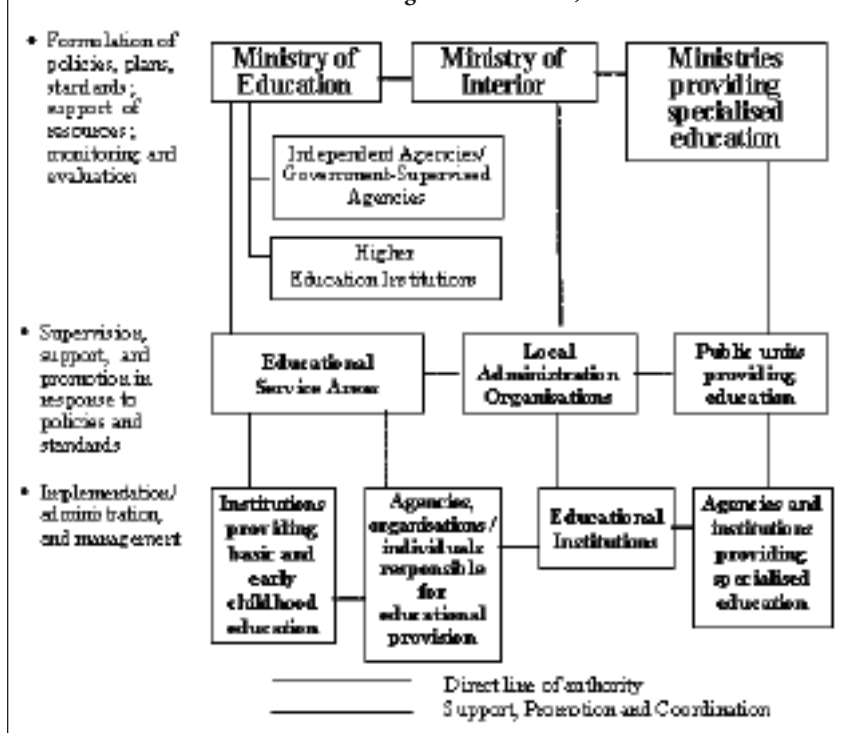 • Formulation of
policies, plans,
standards;
support of
resources;
monitoring and
evaluation
Ministry of
Education
Ministry of
Interior
Ministries
providing
specialised
education
Independent Agencies/
Government-Supervised
Agencies
Higher
Education Institutions
• Supervision,
support, and
promotion in
response to
policies and
standards
Educational
Service Areas
Local
Administration
Organisations
Public units
providing
education
• Implementation/
administration,
and management
Institutions
providing
basic and
early
childhood
education
Agencies,
organisations/
individuals
responsible
for
educational
provision
Educational
Institutions
Agencies and
institutions
providing
specialised
education
Direct line of authority
Support, Promotion and Coordination